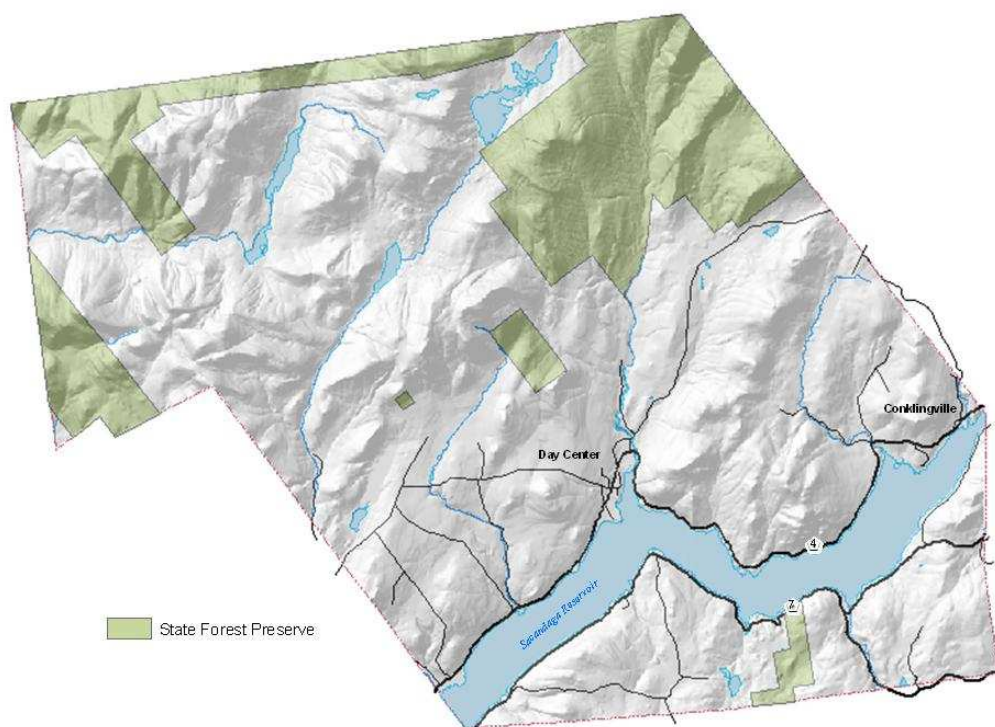 Conklingville
Day Center
4
7
Sacandaga Reservoir
State Forest Preserve